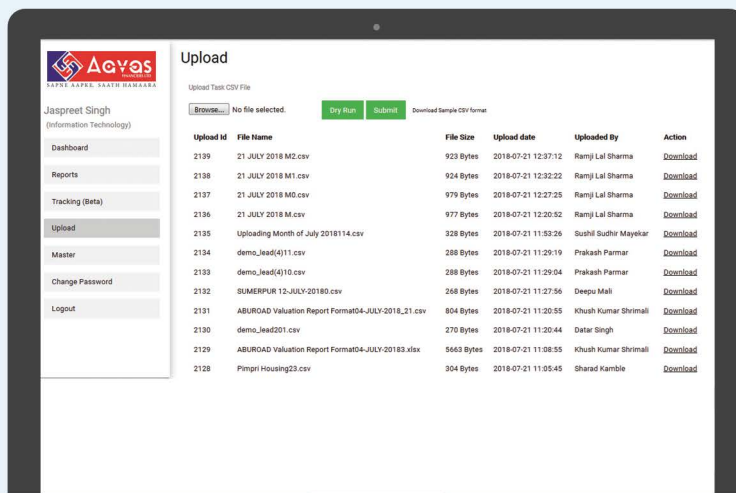 Aavas
FINANCIERS LTD
SAPNE AAPKE, SAATH HAMAARA
Jaspreet Singh
(Information Technology)
Dashboard
Reports
Tracking (Beta)
Upload
Master
Change Password
Logout
Upload
Upload Task CSV File
Browse... No file selected. Dry Run Submit Download Sample CSV format
Upload Id File Name File Size Upload date Uploaded By Action
2139 21 JULY 2018 M2.csv 923 Bytes 2018-07-21 12:37:12 Ramji Lal Sharma Download
2138 21 JULY 2018 M1.csv 924 Bytes 2018-07-21 12:32:22 Ramji Lal Sharma Download
2137 21 JULY 2018 M0.csv 979 Bytes 2018-07-21 12:27:25 Ramji Lal Sharma Download
2136 21 JULY 2018 M.csv 977 Bytes 2018-07-21 12:20:52 Ramji Lal Sharma Download
2135 Uploading Month of July 2018114.csv 328 Bytes 2018-07-21 11:53:26 Sushil Sudhir Mayekar Download
2134 demo_lead(4)11.csv 288 Bytes 2018-07-21 11:29:19 Prakash Parmar Download
2133 demo_lead(4)10.csv 288 Bytes 2018-07-21 11:29:04 Prakash Parmar Download
2132 SUMERPUR 12-JULY-20180.csv 268 Bytes 2018-07-21 11:27:56 Deepu Mali Download
2131 ABUROAD Valuation Report Format04-JULY-2018_21.csv 804 Bytes 2018-07-21 11:20:55 Khush Kumar Shrimali Download
2130 demo_lead201.csv 270 Bytes 2018-07-21 11:20:44 Datar Singh Download
2129 ABUROAD Valuation Report Format04-JULY-20183.xlsx 5663 Bytes 2018-07-21 11:08:55 Khush Kumar Shrimali Download
2128 Pimpri Housing23.csv 304 Bytes 2018-07-21 11:05:45 Sharad Kamble Download